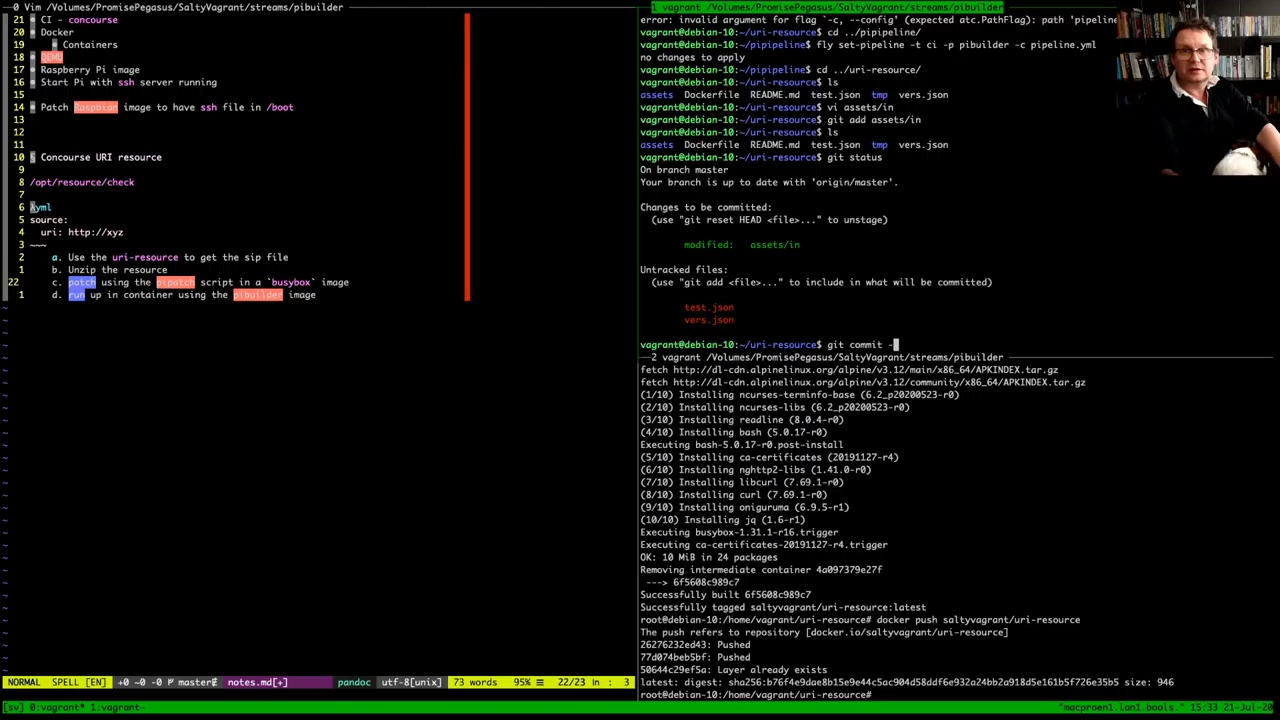 0 Vim /Volumes/PromisePegasus/SaltyVagrant/streams/pibuilder
21 CI - concourse
20 Docker
19 Containers
18 QEMU
17 Raspberry Pi image
16 Start Pi with ssh server running
15
14 Patch Raspbian image to have ssh file in /boot
13
12
11
10 § Concourse URI resource
9
8 /opt/resource/check
7
6 λyml
5 source:
4 uri: http://xyz
3 ~~~
2 a. Use the uri-resource to get the sip file
1 b. Unzip the resource
22 c. patch using the pipatch script in a `busybox` image
1 d. run up in container using the pibuilder image
NORMAL SPELL [EN] +0 ~0 -0 master notes.md[+] pandoc utf-8[unix] 73 words 95% 22/23 ln : 3
1 vagrant /Volumes/PromisePegasus/SaltyVagrant/streams/pibuilder
error: invalid argument for flag `-c, --config' (expected atc.PathFlag): path 'pipeline
vagrant@debian-10:~/uri-resource$ cd ../pipipeline/
vagrant@debian-10:~/pipipeline$ fly set-pipeline -t ci -p pibuilder -c pipeline.yml
no changes to apply
vagrant@debian-10:~/pipipeline$ cd ../uri-resource/
vagrant@debian-10:~/uri-resource$ ls
assets Dockerfile README.md test.json tmp vers.json
vagrant@debian-10:~/uri-resource$ vi assets/in
vagrant@debian-10:~/uri-resource$ git add assets/in
vagrant@debian-10:~/uri-resource$ ls
assets Dockerfile README.md test.json tmp vers.json
vagrant@debian-10:~/uri-resource$ git status
On branch master
Your branch is up to date with 'origin/master'.
Changes to be committed:
(use "git reset HEAD <file>..." to unstage)
modified: assets/in
Untracked files:
(use "git add <file>..." to include in what will be committed)
test.json
vers.json
vagrant@debian-10:~/uri-resource$ git commit -
2 vagrant /Volumes/PromisePegasus/SaltyVagrant/streams/pibuilder
fetch http://dl-cdn.alpinelinux.org/alpine/v3.12/main/x86_64/APKINDEX.tar.gz
fetch http://dl-cdn.alpinelinux.org/alpine/v3.12/community/x86_64/APKINDEX.tar.gz
(1/10) Installing ncurses-terminfo-base (6.2_p20200523-r0)
(2/10) Installing ncurses-libs (6.2_p20200523-r0)
(3/10) Installing readline (8.0.4-r0)
(4/10) Installing bash (5.0.17-r0)
Executing bash-5.0.17-r0.post-install
(5/10) Installing ca-certificates (20191127-r4)
(6/10) Installing nghttp2-libs (1.41.0-r0)
(7/10) Installing libcurl (7.69.1-r0)
(8/10) Installing curl (7.69.1-r0)
(9/10) Installing oniguruma (6.9.5-r1)
(10/10) Installing jq (1.6-r1)
Executing busybox-1.31.1-r16.trigger
Executing ca-certificates-20191127-r4.trigger
OK: 10 MiB in 24 packages
Removing intermediate container 4a097379e27f
---> 6f5608c989c7
Successfully built 6f5608c989c7
Successfully tagged saltyvagrant/uri-resource:latest
root@debian-10:/home/vagrant/uri-resource# docker push saltyvagrant/uri-resource
The push refers to repository [docker.io/saltyvagrant/uri-resource]
26276232ed43: Pushed
77d074beb5bf: Pushed
50644c29ef5a: Layer already exists
latest: digest: sha256:b76f4e9dae8b15a49e9119e44c5ac904d58ddf6e932a2fad244bb2a918d5e161b5f726e35b5 size: 946
root@debian-10:/home/vagrant/uri-resource#
[sv] 0:vagrant* 1:vagrant- "macproen1.lan1.bools." 15:33 21-Jul-20